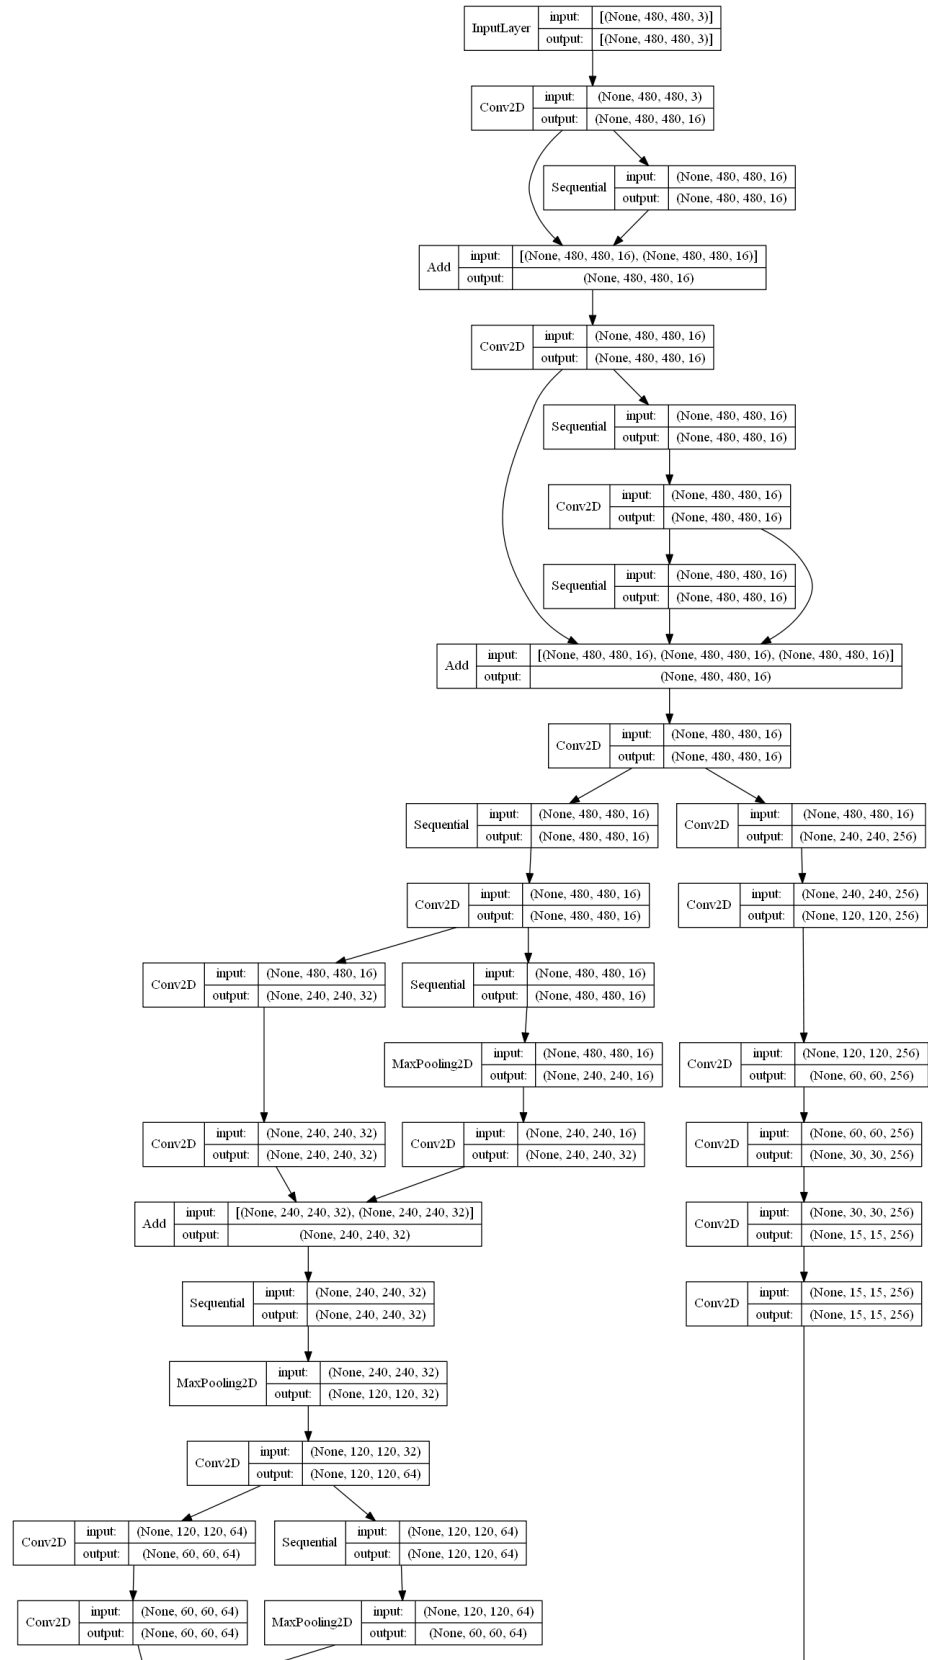 InputLayer
input: [(None, 480, 480, 3)]
output: [(None, 480, 480, 3)]
Conv2D
input: (None, 480, 480, 3)
output: (None, 480, 480, 16)
Sequential
input: (None, 480, 480, 16)
output: (None, 480, 480, 16)
Add
input: [(None, 480, 480, 16), (None, 480, 480, 16)]
output: (None, 480, 480, 16)
Conv2D
input: (None, 480, 480, 16)
output: (None, 480, 480, 16)
Sequential
input: (None, 480, 480, 16)
output: (None, 480, 480, 16)
Conv2D
input: (None, 480, 480, 16)
output: (None, 480, 480, 16)
Sequential
input: (None, 480, 480, 16)
output: (None, 480, 480, 16)
Add
input: [(None, 480, 480, 16), (None, 480, 480, 16), (None, 480, 480, 16)]
output: (None, 480, 480, 16)
Conv2D
input: (None, 480, 480, 16)
output: (None, 480, 480, 16)
Sequential
input: (None, 480, 480, 16)
output: (None, 480, 480, 16)
Conv2D
input: (None, 480, 480, 16)
output: (None, 240, 240, 256)
Conv2D
input: (None, 480, 480, 16)
output: (None, 480, 480, 16)
Conv2D
input: (None, 240, 240, 256)
output: (None, 120, 120, 256)
Conv2D
input: (None, 480, 480, 16)
output: (None, 240, 240, 32)
Sequential
input: (None, 480, 480, 16)
output: (None, 480, 480, 16)
MaxPooling2D
input: (None, 480, 480, 16)
output: (None, 240, 240, 16)
Conv2D
input: (None, 120, 120, 256)
output: (None, 60, 60, 256)
Conv2D
input: (None, 240, 240, 32)
output: (None, 240, 240, 32)
Conv2D
input: (None, 240, 240, 16)
output: (None, 240, 240, 32)
Conv2D
input: (None, 60, 60, 256)
output: (None, 30, 30, 256)
Add
input: [(None, 240, 240, 32), (None, 240, 240, 32)]
output: (None, 240, 240, 32)
Conv2D
input: (None, 30, 30, 256)
output: (None, 15, 15, 256)
Sequential
input: (None, 240, 240, 32)
output: (None, 240, 240, 32)
Conv2D
input: (None, 15, 15, 256)
output: (None, 15, 15, 256)
MaxPooling2D
input: (None, 240, 240, 32)
output: (None, 120, 120, 32)
Conv2D
input: (None, 120, 120, 32)
output: (None, 120, 120, 64)
Conv2D
input: (None, 120, 120, 64)
output: (None, 60, 60, 64)
Sequential
input: (None, 120, 120, 64)
output: (None, 120, 120, 64)
Conv2D
input: (None, 60, 60, 64)
output: (None, 60, 60, 64)
MaxPooling2D
input: (None, 120, 120, 64)
output: (None, 60, 60, 64)